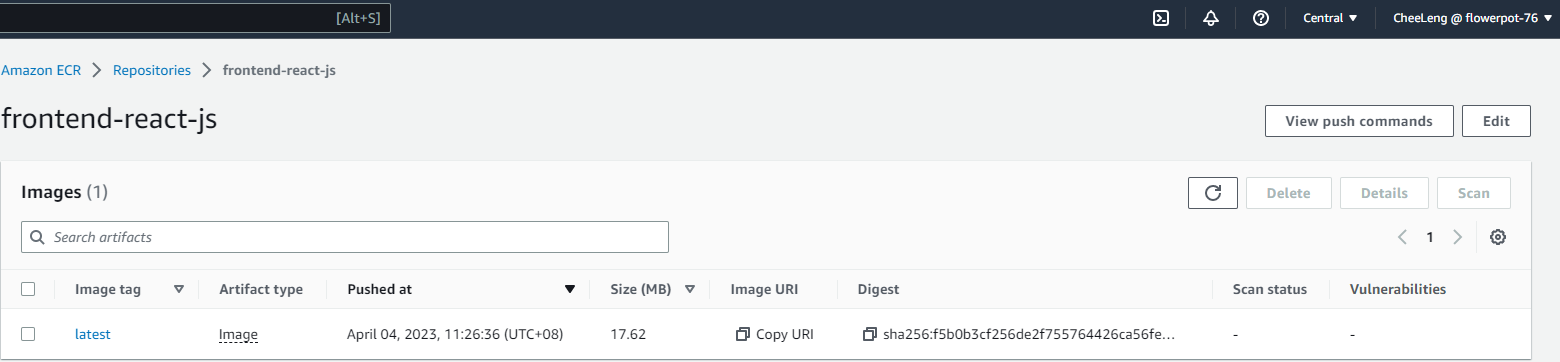 [Alt+S] Central CheeLeng @ flowerpot-76
Amazon ECR Repositories frontend-react-js
frontend-react-js
View push commands Edit
Images (1)
Delete Details Scan
Search artifacts
1
Image tag Artifact type Pushed at Size (MB) Image URI Digest Scan status Vulnerabilities
latest Image April 04, 2023, 11:26:36 (UTC+08) 17.62 Copy URI sha256:f5b0b3cf256de2f755764426ca56fe... - -